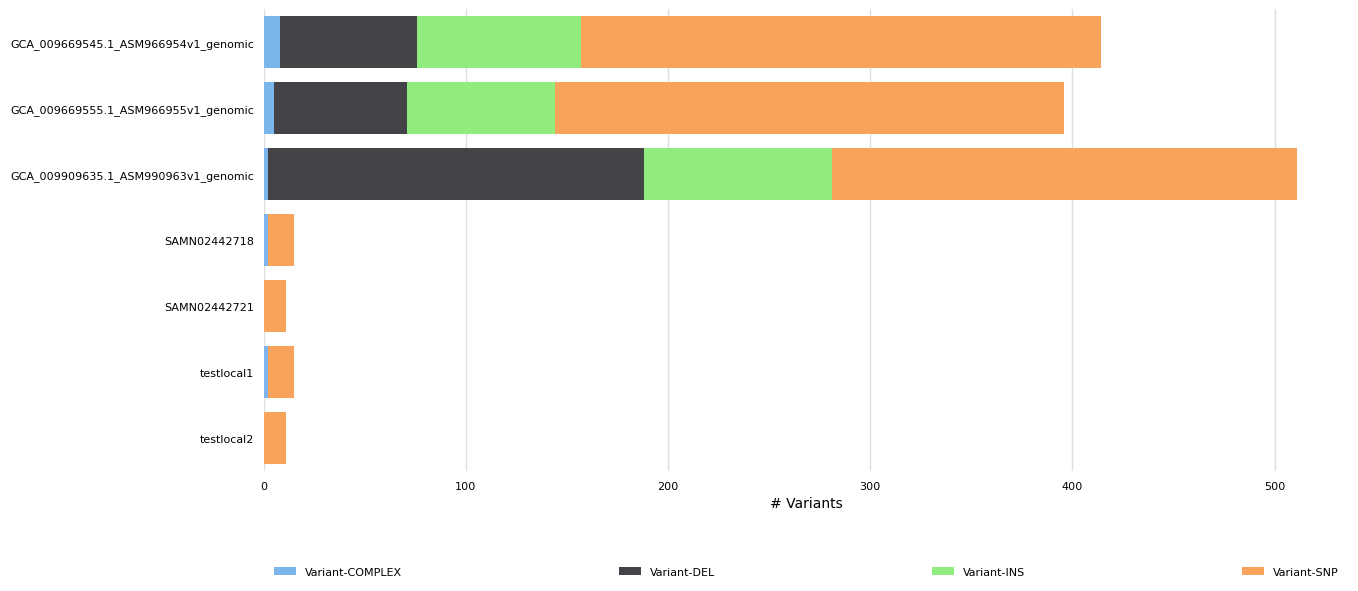 GCA_009669545.1_ASM966954v1_genomic
GCA_009669555.1_ASM966955v1_genomic
GCA_009909635.1_ASM990963v1_genomic
SAMN02442718
SAMN02442721
testlocal1
testlocal2
0 100 200 300 400 500
# Variants
Variant-COMPLEX Variant-DEL Variant-INS Variant-SNP